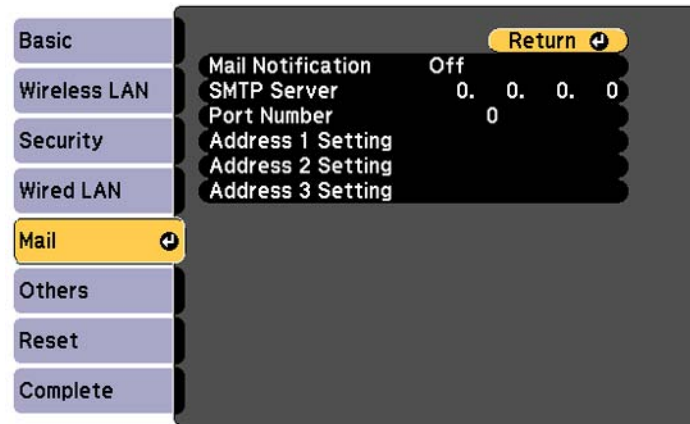 Basic
Wireless LAN
Security
Wired LAN
Mail
Others
Reset
Complete
Return
Mail Notification Off
SMTP Server 0. 0. 0. 0
Port Number 0
Address 1 Setting
Address 2 Setting
Address 3 Setting